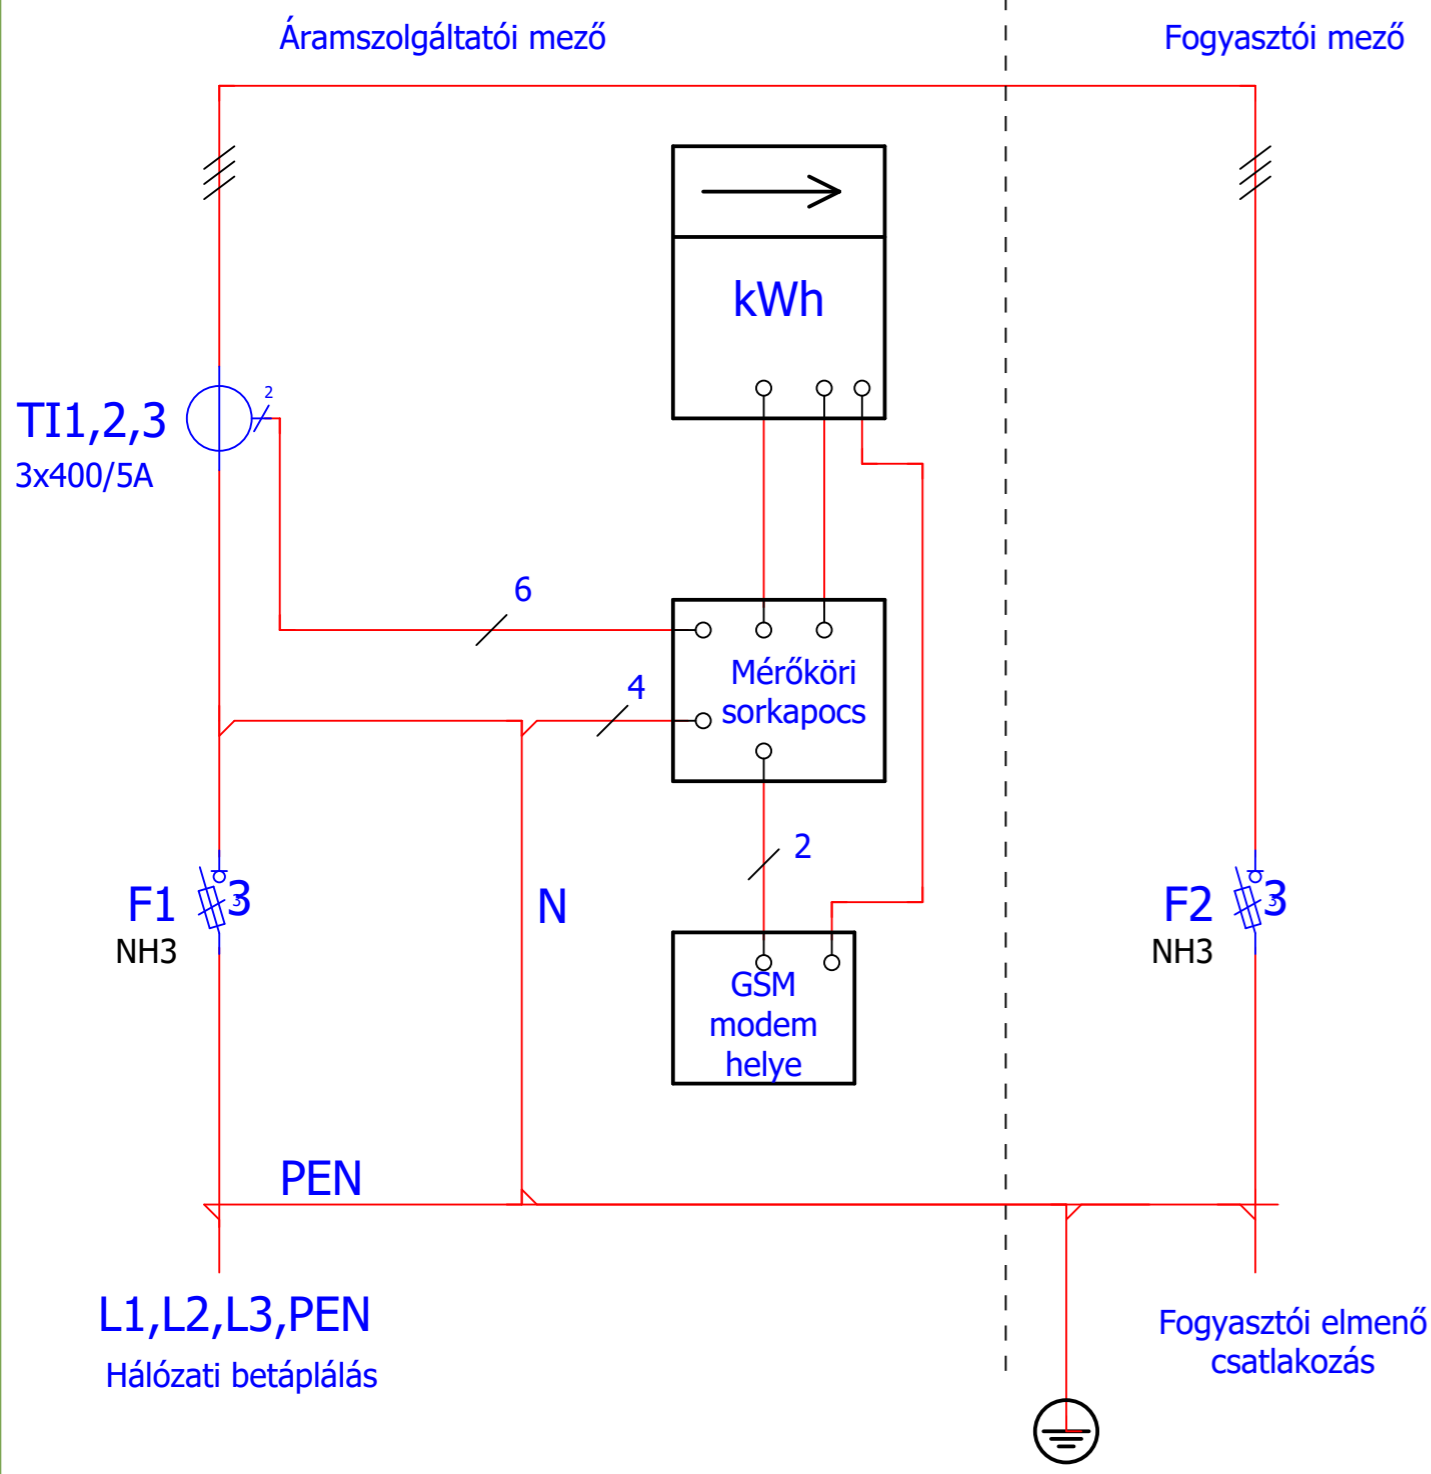 Áramszolgáltatói mező
Fogyasztói mező
kWh
2
TI1,2,3
3x400/5A
6
Mérőköri
sorkapocs
4
2
F1
3
3
NH3
N
F2
3
3
NH3
GSM
modem
helye
PEN
L1,L2,L3,PEN
Hálózati betáplálás
Fogyasztói elmenő
csatlakozás